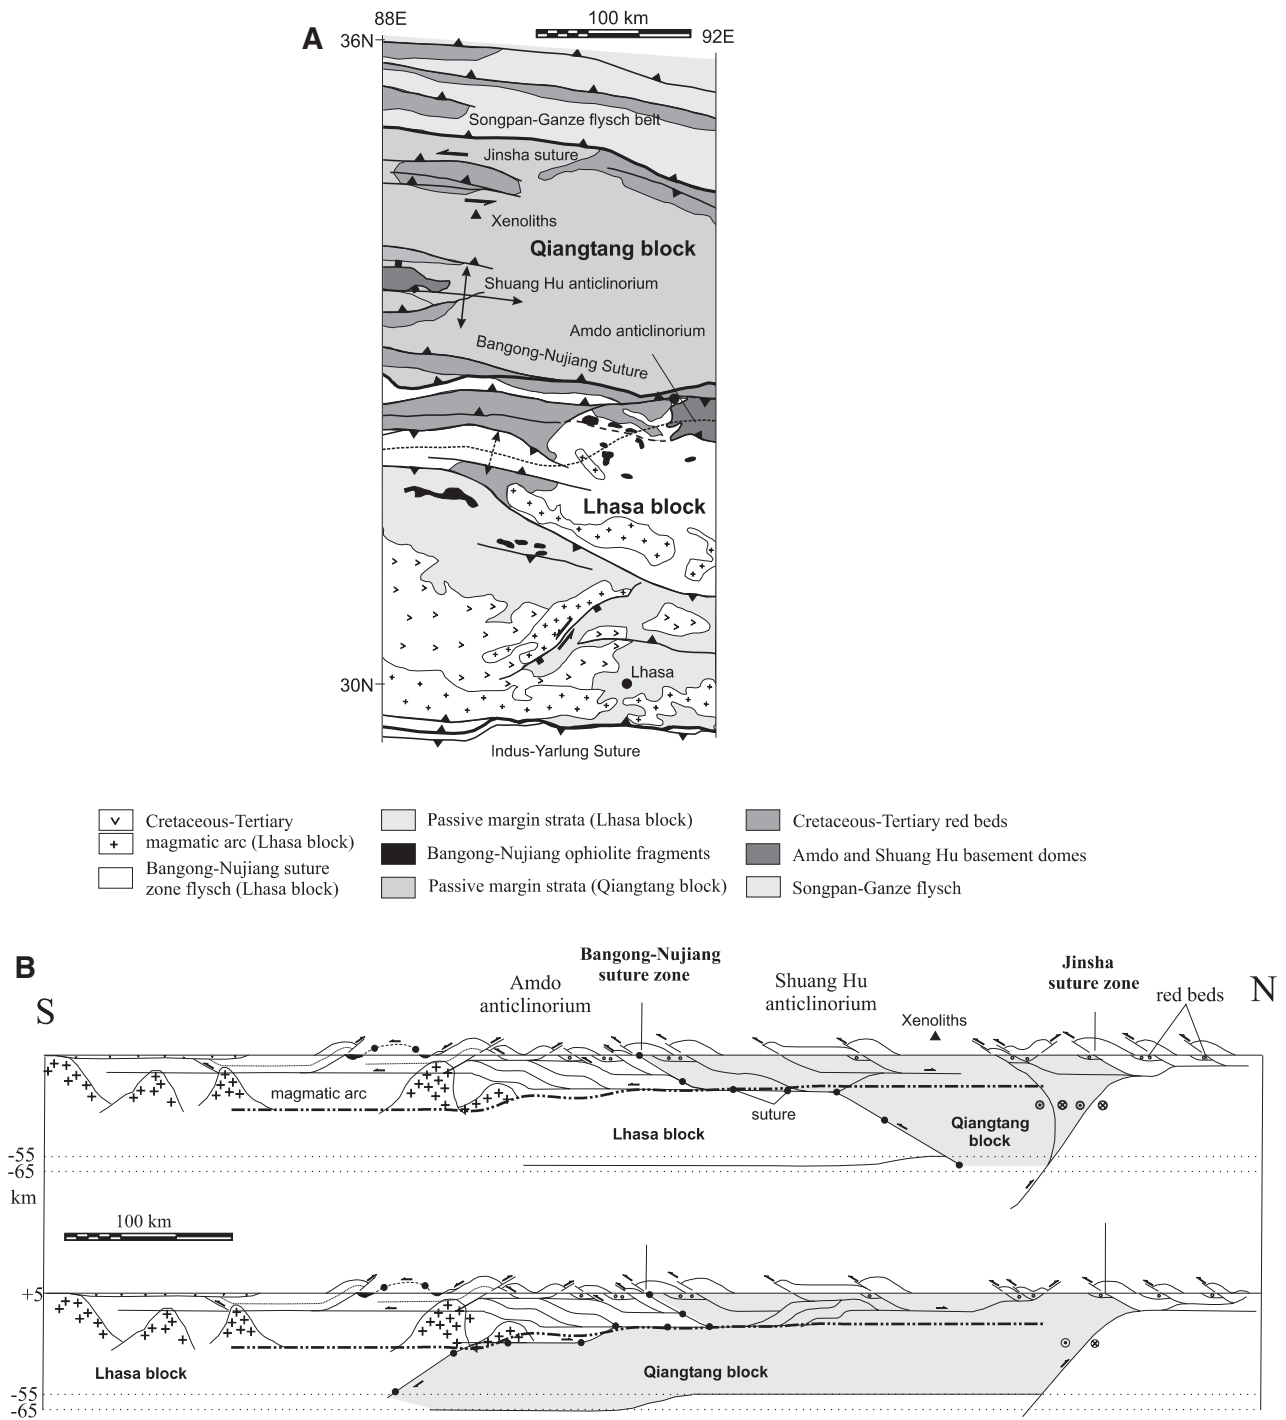 A
88E
100 km
92E
36N
Songpan-Ganze flysch belt
Jinsha suture
Xenoliths
Qiangtang block
Shuang Hu anticlinorium
Amdo anticlinorium
Bangong-Nujiang Suture
Lhasa block
Lhasa
30N
Indus-Yarlung Suture
Cretaceous-Tertiary
magmatic arc (Lhasa block)
Bangong-Nujiang suture
zone flysch (Lhasa block)
Passive margin strata (Lhasa block)
Bangong-Nujiang ophiolite fragments
Passive margin strata (Qiangtang block)
Cretaceous-Tertiary red beds
Amdo and Shuang Hu basement domes
Songpan-Ganze flysch
B
S
N
Amdo
anticlinorium
Bangong-Nujiang
suture zone
Shuang Hu
anticlinorium
Xenoliths
Jinsha
suture zone
red beds
magmatic arc
suture
Lhasa block
Qiangtang
block
-55
-65
km
100 km
+5
Lhasa block
Qiangtang block
-55
-65